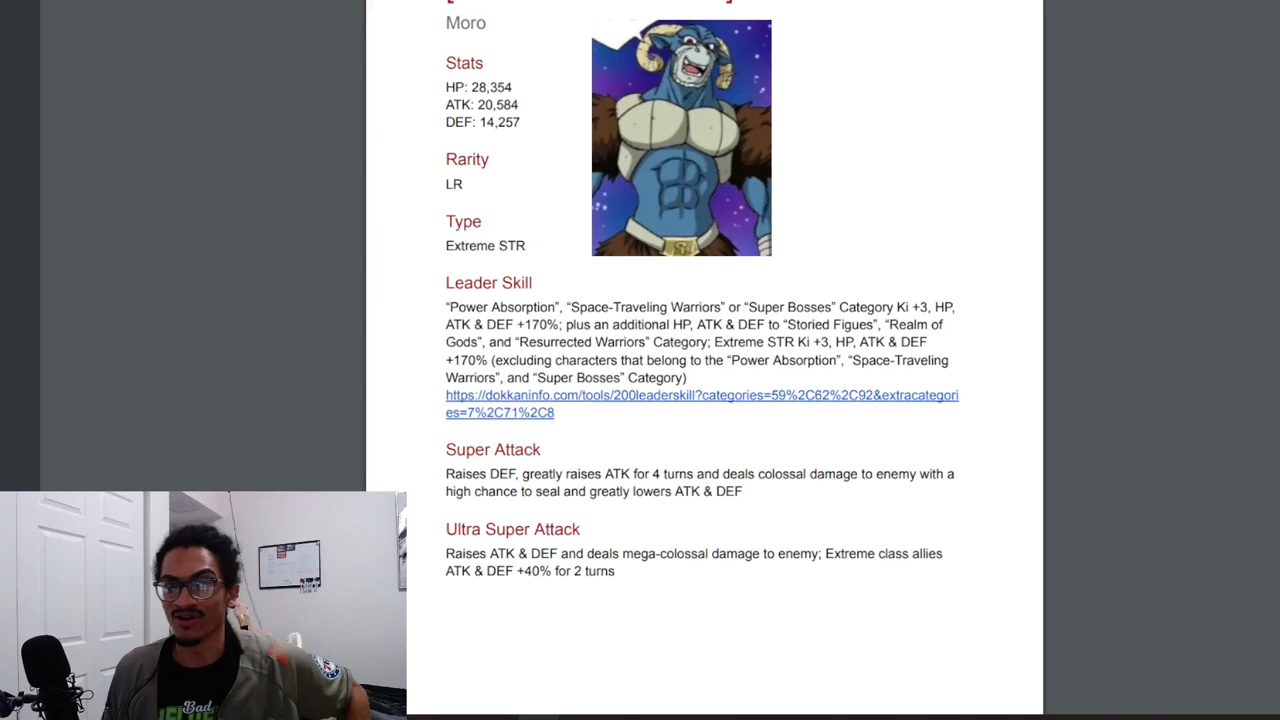 Moro
Stats
HP: 28,354
ATK: 20,584
DEF: 14,257
Rarity
LR
Type
Extreme STR
Leader Skill
“Power Absorption”, “Space-Traveling Warriors” or “Super Bosses” Category Ki +3, HP,
ATK & DEF +170%; plus an additional HP, ATK & DEF to “Storied Figues”, “Realm of
Gods”, and “Resurrected Warriors” Category; Extreme STR Ki +3, HP, ATK & DEF
+170% (excluding characters that belong to the “Power Absorption”, “Space-Traveling
Warriors”, and “Super Bosses” Category)
https://dokkaninfo.com/tools/200leaderskill?categories=59%2C62%2C92&extracategori
es=7%2C71%2C8
Super Attack
Raises DEF, greatly raises ATK for 4 turns and deals colossal damage to enemy with a
high chance to seal and greatly lowers ATK & DEF
Ultra Super Attack
Raises ATK & DEF and deals mega-colossal damage to enemy; Extreme class allies
ATK & DEF +40% for 2 turns
Bad